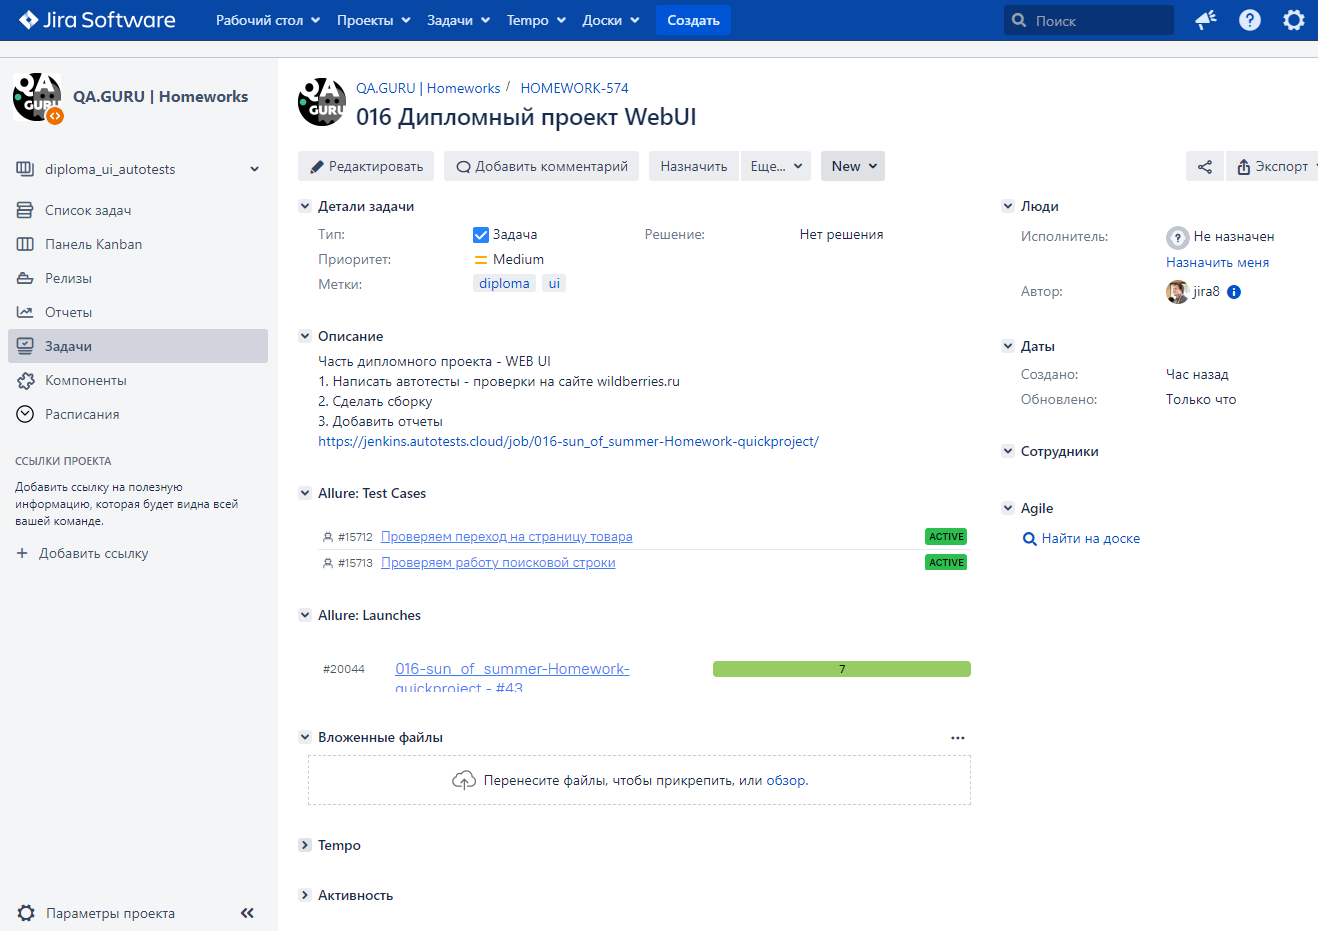 Jira Software
Рабочий стол Проекты Задачи Tempo Доски Создать Поиск
QA GURU
QA.GURU | Homeworks
diploma_ui_autotests
Список задач
Панель Kanban
Релизы
Отчеты
Задачи
Компоненты
Расписания
ССЫЛКИ ПРОЕКТА
Добавить ссылку на полезную
информацию, которая будет видна всей
вашей команде.
Добавить ссылку
Параметры проекта
QA GURU
QA.GURU | Homeworks / HOMEWORK-574
016 Дипломный проект WebUI
Редактировать Добавить комментарий Назначить Еще... New Экспорт
Детали задачи
Тип: Задача Решение: Нет решения
Приоритет: Medium
Метки: diploma ui
Описание
Часть дипломного проекта - WEB UI
1. Написать автотесты - проверки на сайте wildberries.ru
2. Сделать сборку
3. Добавить отчеты
https://jenkins.autotests.cloud/job/016-sun_of_summer-Homework-quickproject/
Allure: Test Cases
#15712 Проверяем переход на страницу товара ACTIVE
#15713 Проверяем работу поисковой строки ACTIVE
Allure: Launches
#20044 016-sun_of_summer-Homework- 7
quickproject - #43
Вложенные файлы
Перенесите файлы, чтобы прикрепить, или обзор.
Tempo
Активность
Люди
Исполнитель: Не назначен
Назначить меня
Автор: jira8
Даты
Создано: Час назад
Обновлено: Только что
Сотрудники
Agile
Найти на доске